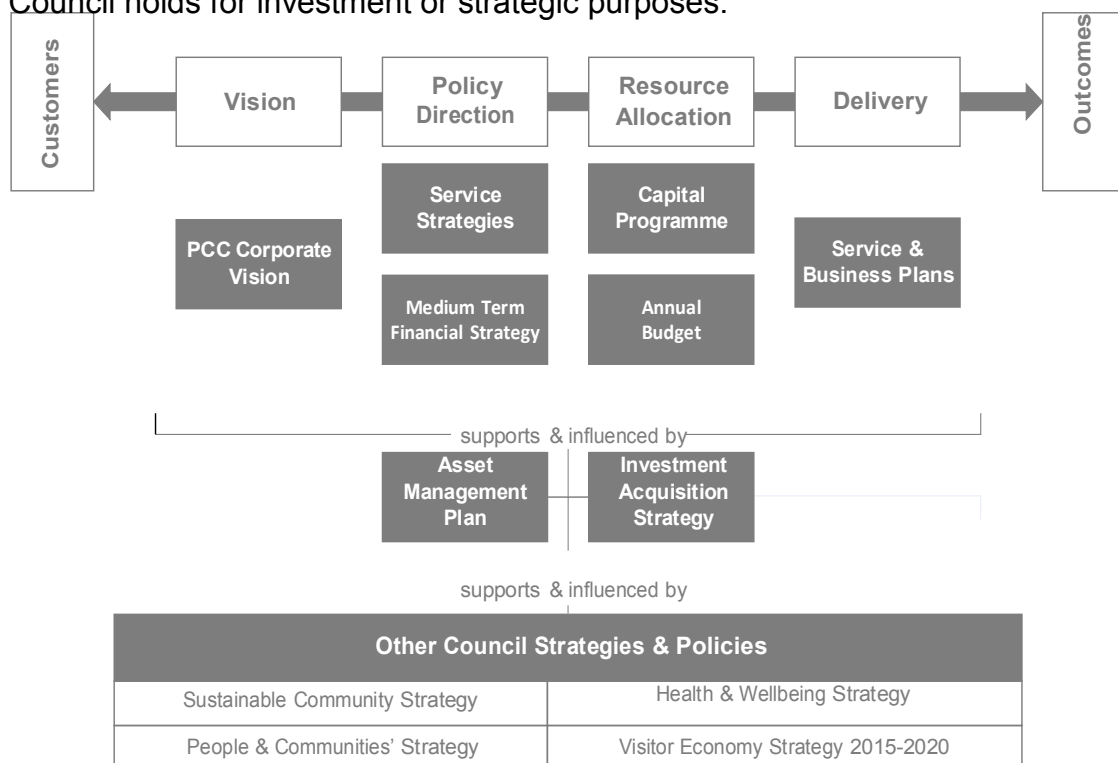 Council holds for investment or strategic purposes.
Customers
Vision
Policy
Direction
Resource
Allocation
Delivery
Outcomes
PCC Corporate
Vision
Service
Strategies
Medium Term
Financial Strategy
Capital
Programme
Annual
Budget
Service &
Business Plans
supports & influenced by
Asset
Management
Plan
Investment
Acquisition
Strategy
supports & influenced by
Other Council Strategies & Policies
Sustainable Community Strategy
Health & Wellbeing Strategy
People & Communities’ Strategy
Visitor Economy Strategy 2015-2020